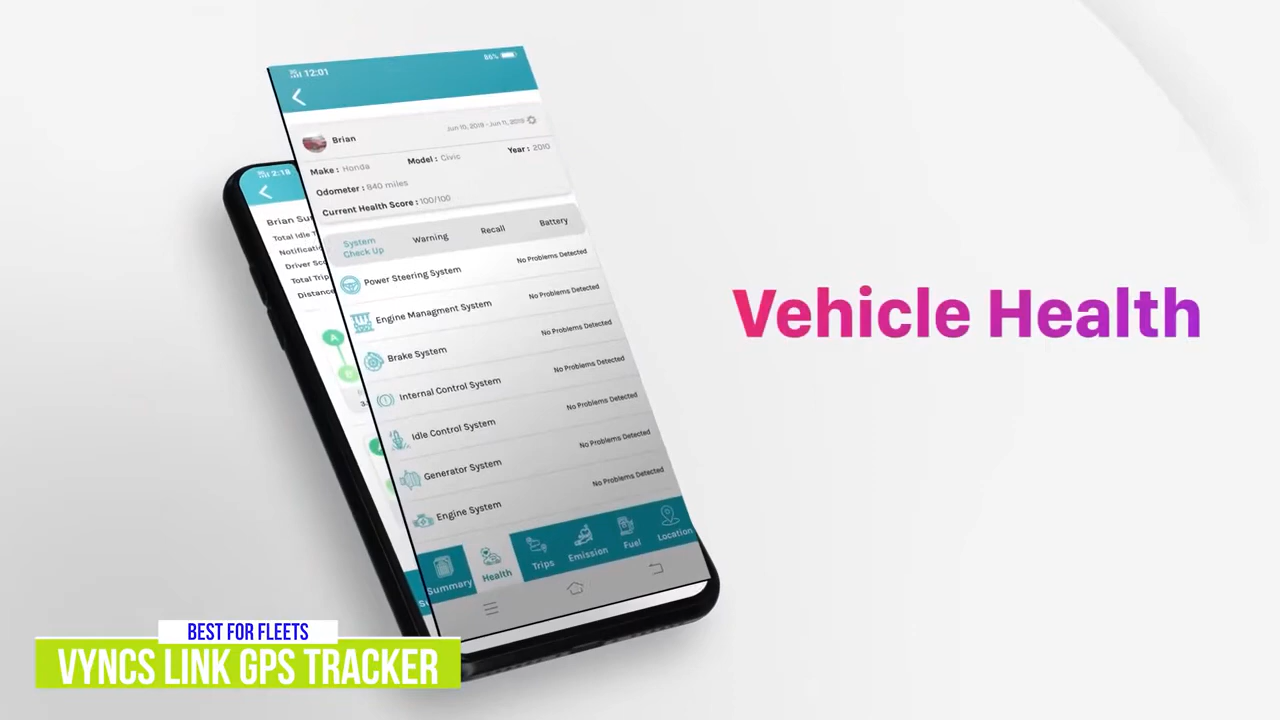 12:01
86%
Brian
Jun 10, 2019 - Jun 11, 2019
Make : Honda
Model : Civic
Year : 2010
Odometer : 840 miles
Current Health Score : 100/100
System Check Up
Warning
Recall
Battery
Power Steering System
No Problems Detected
Engine Managment System
No Problems Detected
Brake System
No Problems Detected
Internal Control System
No Problems Detected
Idle Control System
No Problems Detected
Generator System
No Problems Detected
Engine System
No Problems Detected
Summary
Health
Trips
Emission
Fuel
Location
2:18
Brian
Total Idle
Notification
Driver
Total
Distance
A
Vehicle Health
BEST FOR FLEETS
VYNCS LINK GPS TRACKER